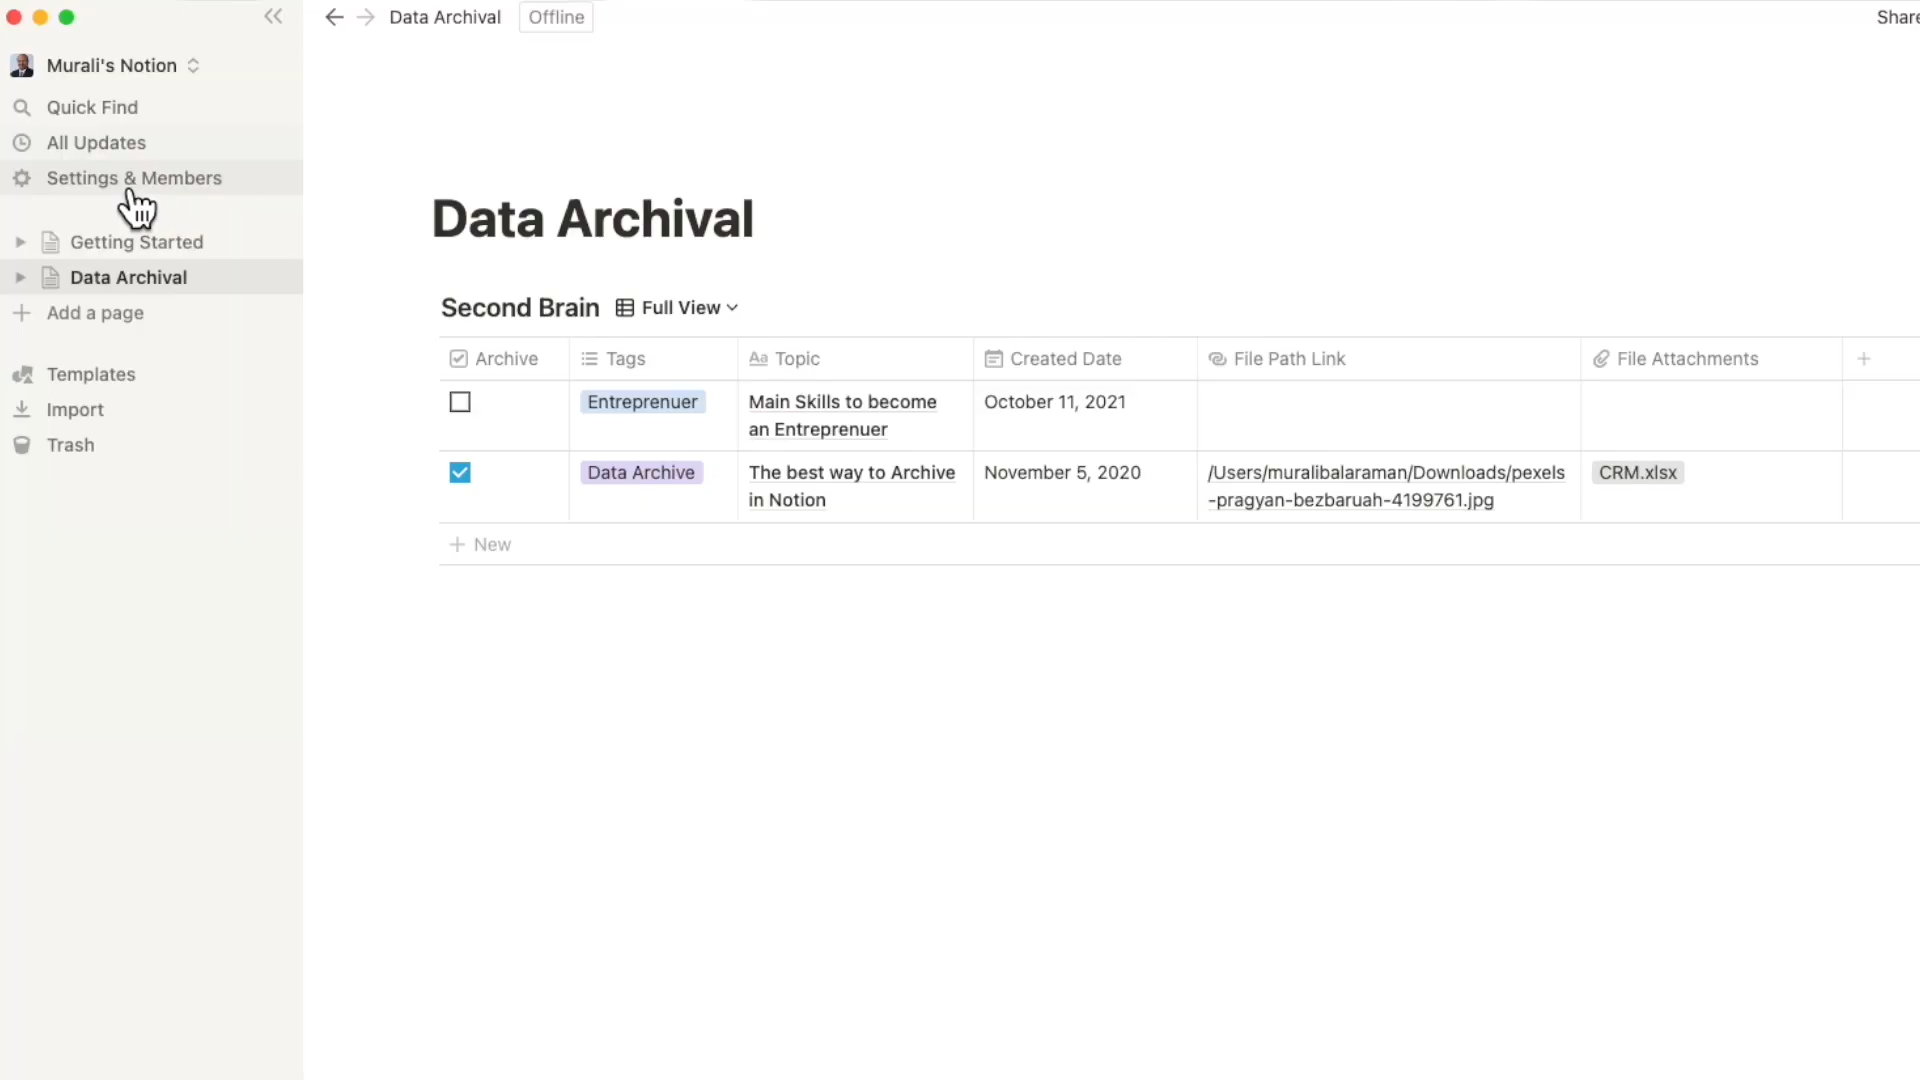 Data Archival Offline Share
Murali's Notion
Quick Find
All Updates
Settings & Members
Getting Started
Data Archival
Add a page
Templates
Import
Trash
Data Archival
Second Brain Full View
Archive Tags Aa Topic Created Date File Path Link File Attachments
Entreprenuer Main Skills to become October 11, 2021
an Entreprenuer
Data Archive The best way to Archive November 5, 2020 /Users/muralibalaraman/Downloads/pexels CRM.xlsx
in Notion -pragyan-bezbaruah-4199761.jpg
+ New